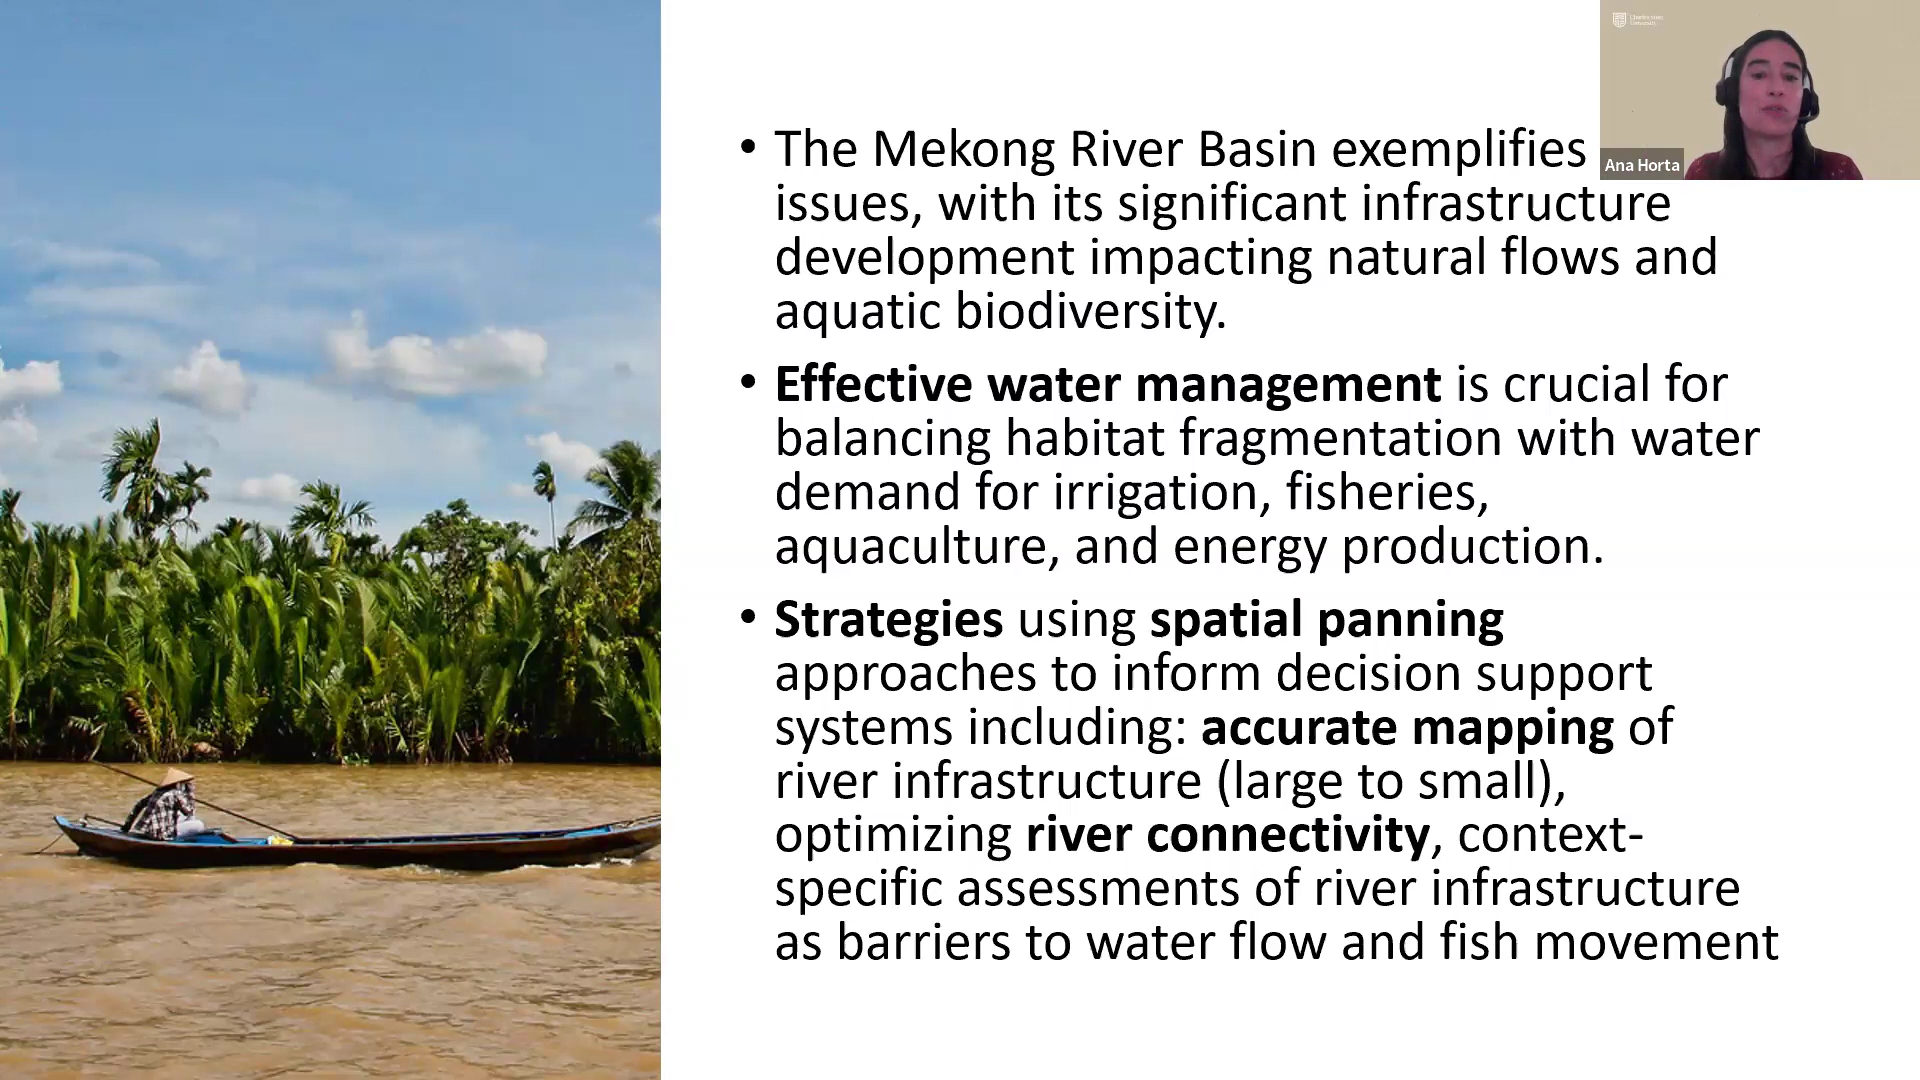 Charles Sturt
University
Ana Horta
• The Mekong River Basin exemplifies
issues, with its significant infrastructure
development impacting natural flows and
aquatic biodiversity.
• Effective water management is crucial for
balancing habitat fragmentation with water
demand for irrigation, fisheries,
aquaculture, and energy production.
• Strategies using spatial panning
approaches to inform decision support
systems including: accurate mapping of
river infrastructure (large to small),
optimizing river connectivity, context-
specific assessments of river infrastructure
as barriers to water flow and fish movement